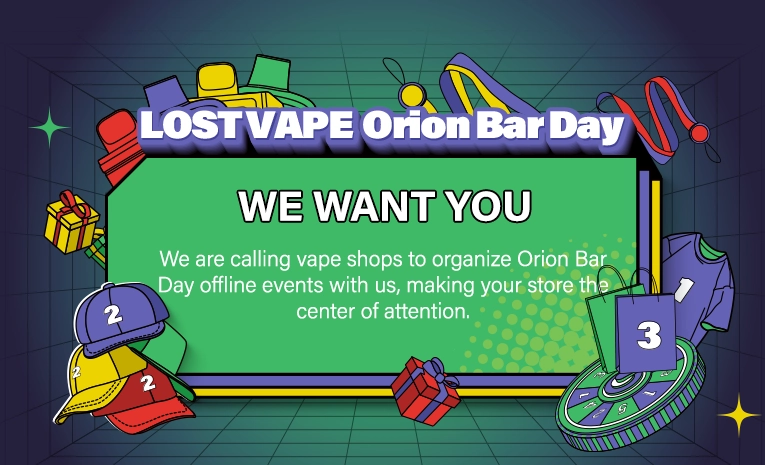 LOST VAPE Orion Bar Day
WE WANT YOU
We are calling vape shops to organize Orion Bar
Day offline events with us, making your store the
center of attention.
2
2
2
1
3